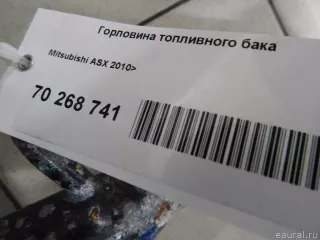 Горловина топливного бака
Mitsubishi ASX 2010>
70 268 741
eaural.ru